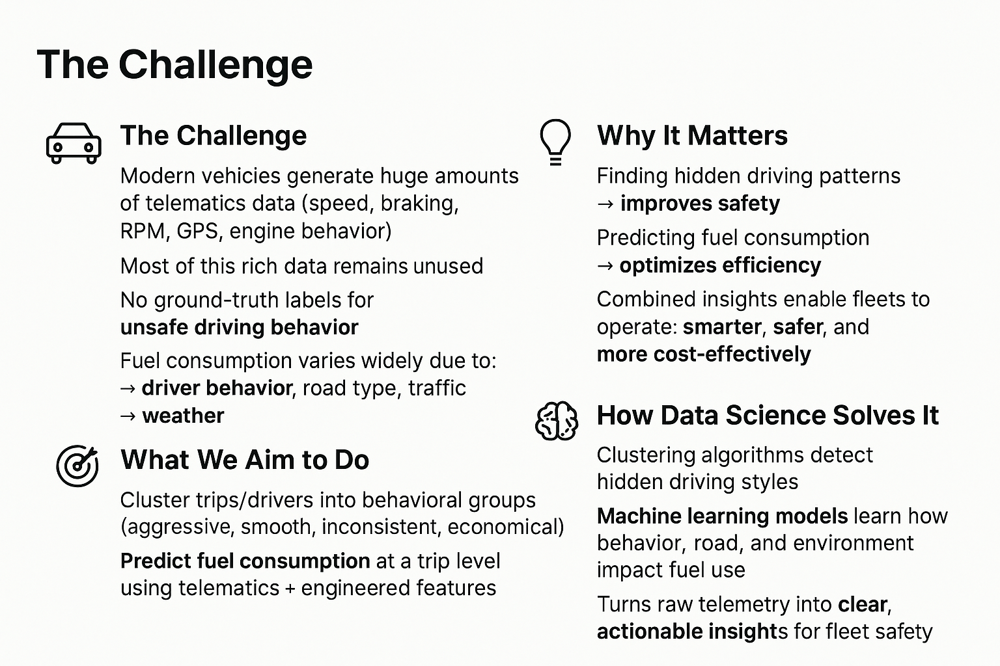 The Challenge
The Challenge
Modern vehicies generate huge amounts
of telematics data (speed, braking,
RPM, GPS, engine behavior)
Most of this rich data remains unused
No ground-truth labels for
unsafe driving behavior
Fuel consumption varies widely due to:
→ driver behavior, road type, traffic
→ weather
What We Aim to Do
Cluster trips/drivers into behavioral groups
(aggressive, smooth, inconsistent, economical)
Predict fuel consumption at a trip level
using telematics + engineered features
Why It Matters
Finding hidden driving patterns
→ improves safety
Predicting fuel consumption
→ optimizes efficiency
Combined insights enable fleets to
operate: smarter, safer, and
more cost-effectively
How Data Science Solves It
Clustering algorithms detect
hidden driving styles
Machine learning models learn how
behavior, road, and environment
impact fuel use
Turns raw telemetry into clear,
actionable insights for fleet safety